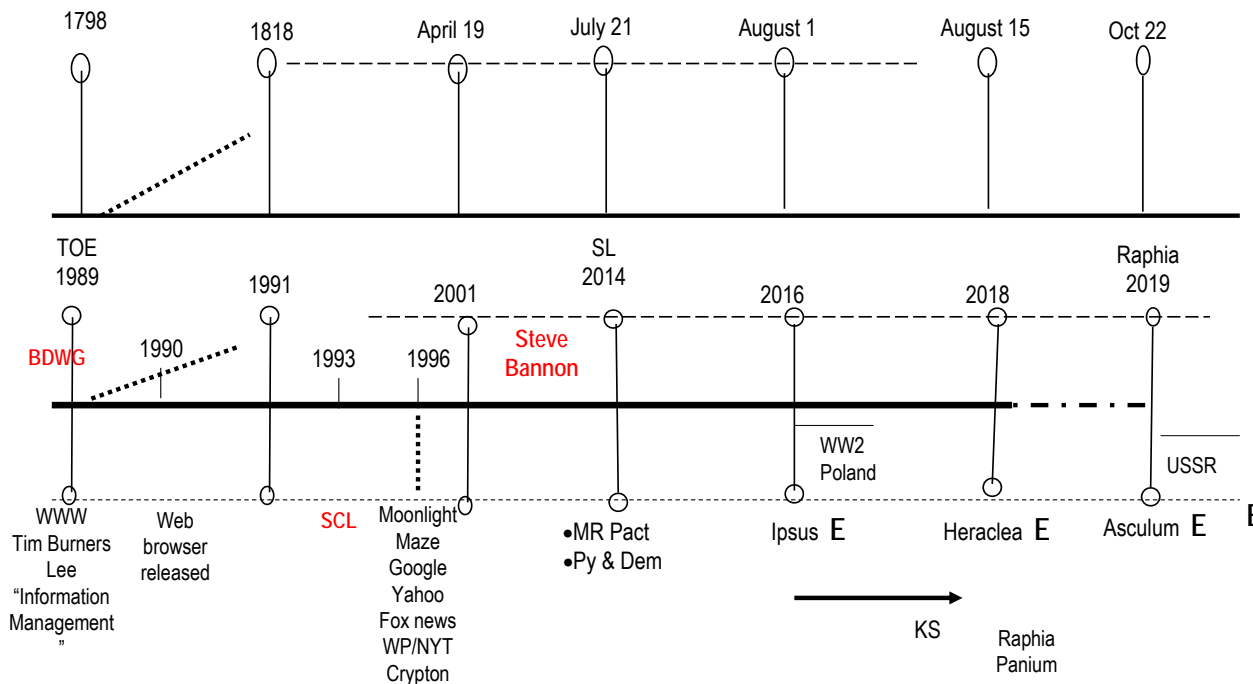 1798
1818
April 19
July 21
August 1
August 15
Oct 22
TOE
1989
1991
2001
SL
2014
2016
2018
Raphia
2019
BDWG
1990
1993
1996
Steve
Bannon
WW2
Poland
USSR
WWW
Tim Burners
Lee
“Information
Management
”
Web
browser
released
SCL
Moonlight
Maze
Google
Yahoo
Fox news
WP/NYT
Crypton
•MR Pact
•Py & Dem
Ipsus E
Heraclea E
Asculum E
KS
Raphia
Panium